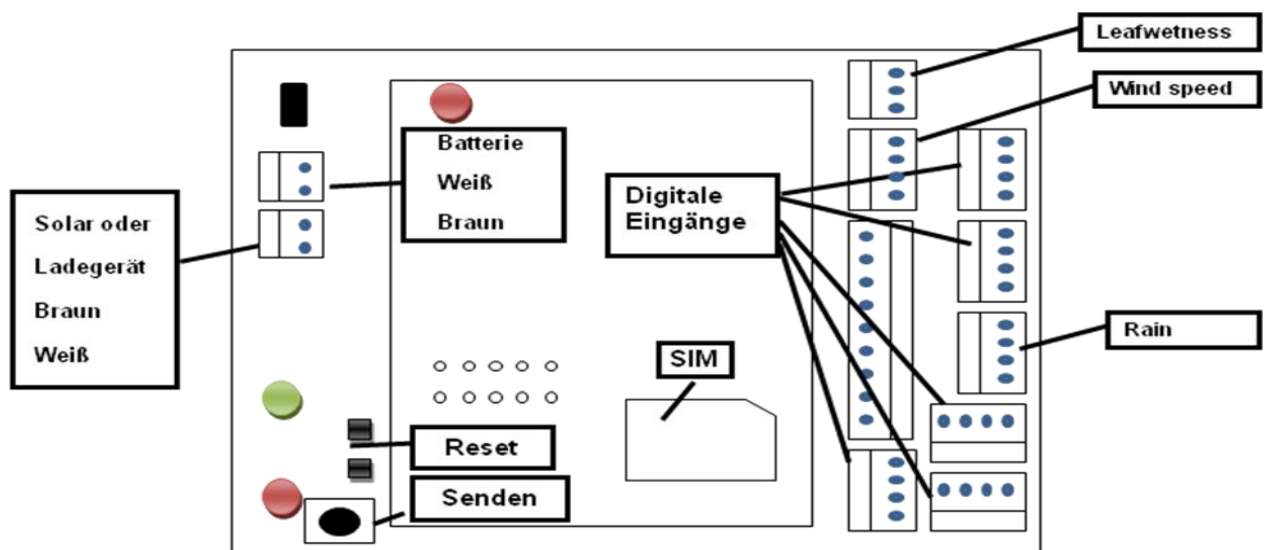 Leafwetness
Wind speed
Batterie
Weiß
Braun
Digitale
Eingänge
Solar oder
Ladegerät
Braun
Weiß
Rain
SIM
Reset
Senden